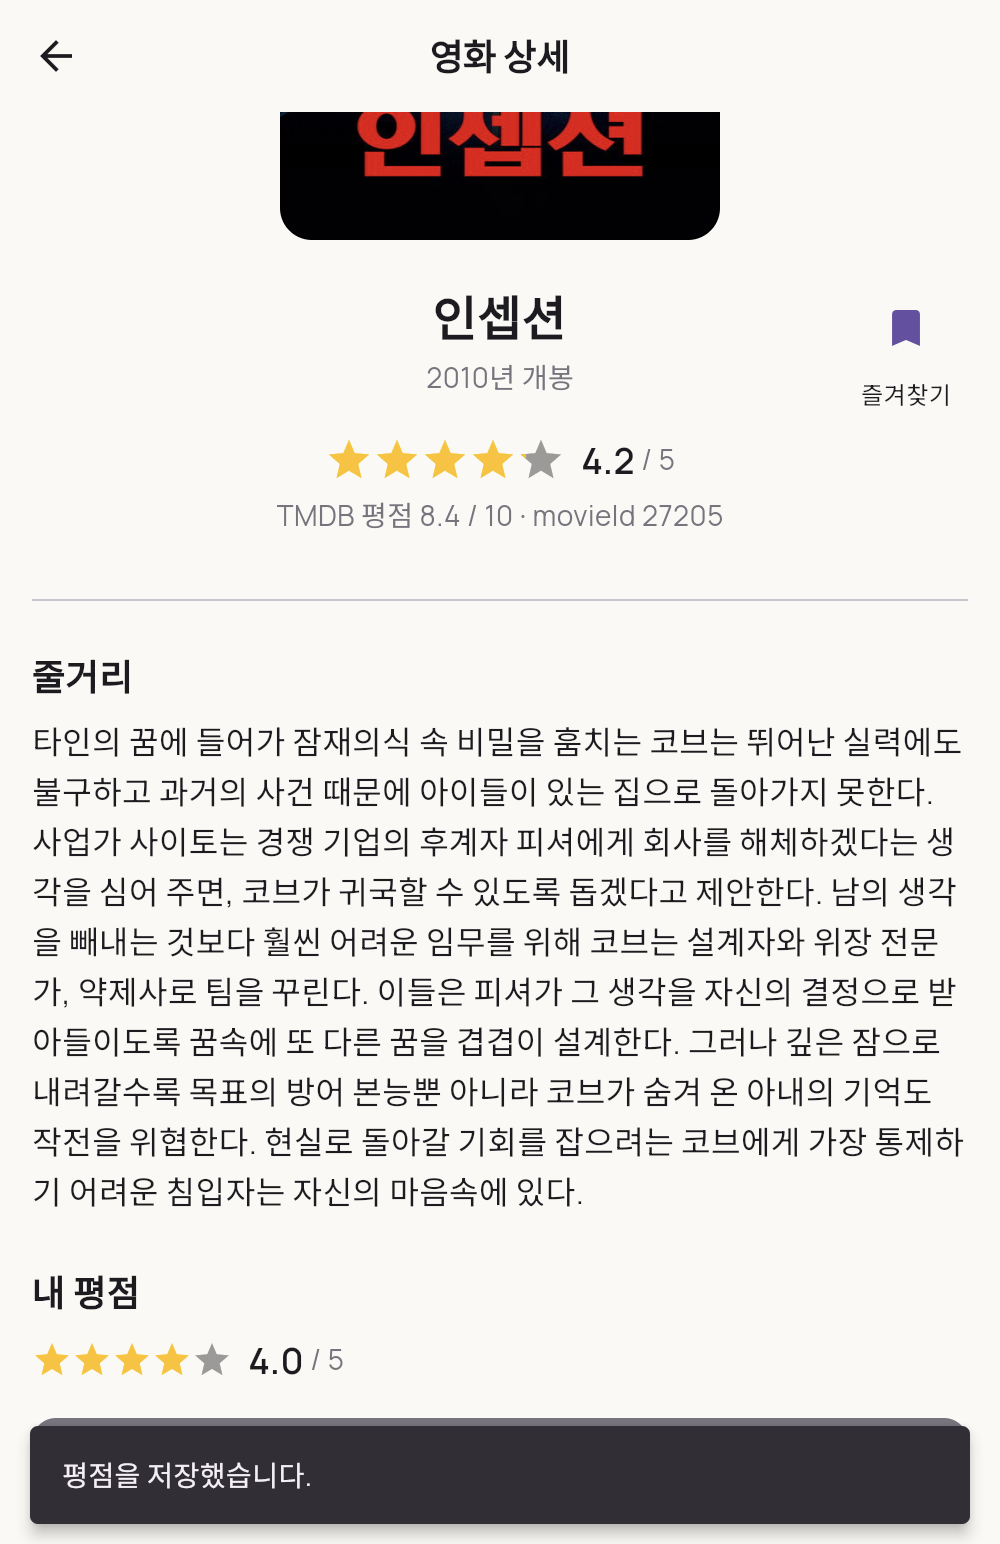 영화 상세
인셉션
인셉션
2010년 개봉
즐겨찾기
4.2 / 5
TMDB 평점 8.4 / 10 · movieId 27205
줄거리
타인의 꿈에 들어가 잠재의식 속 비밀을 훔치는 코브는 뛰어난 실력에도
불구하고 과거의 사건 때문에 아이들이 있는 집으로 돌아가지 못한다.
사업가 사이토는 경쟁 기업의 후계자 피셔에게 회사를 해체하겠다는 생
각을 심어 주면, 코브가 귀국할 수 있도록 돕겠다고 제안한다. 남의 생각
을 빼내는 것보다 훨씬 어려운 임무를 위해 코브는 설계자와 위장 전문
가, 약제사로 팀을 꾸린다. 이들은 피셔가 그 생각을 자신의 결정으로 받
아들이도록 꿈속에 또 다른 꿈을 겹겹이 설계한다. 그러나 깊은 잠으로
내려갈수록 목표의 방어 본능뿐 아니라 코브가 숨겨 온 아내의 기억도
작전을 위협한다. 현실로 돌아갈 기회를 잡으려는 코브에게 가장 통제하
기 어려운 침입자는 자신의 마음속에 있다.
내 평점
4.0 / 5
평점을 저장했습니다.